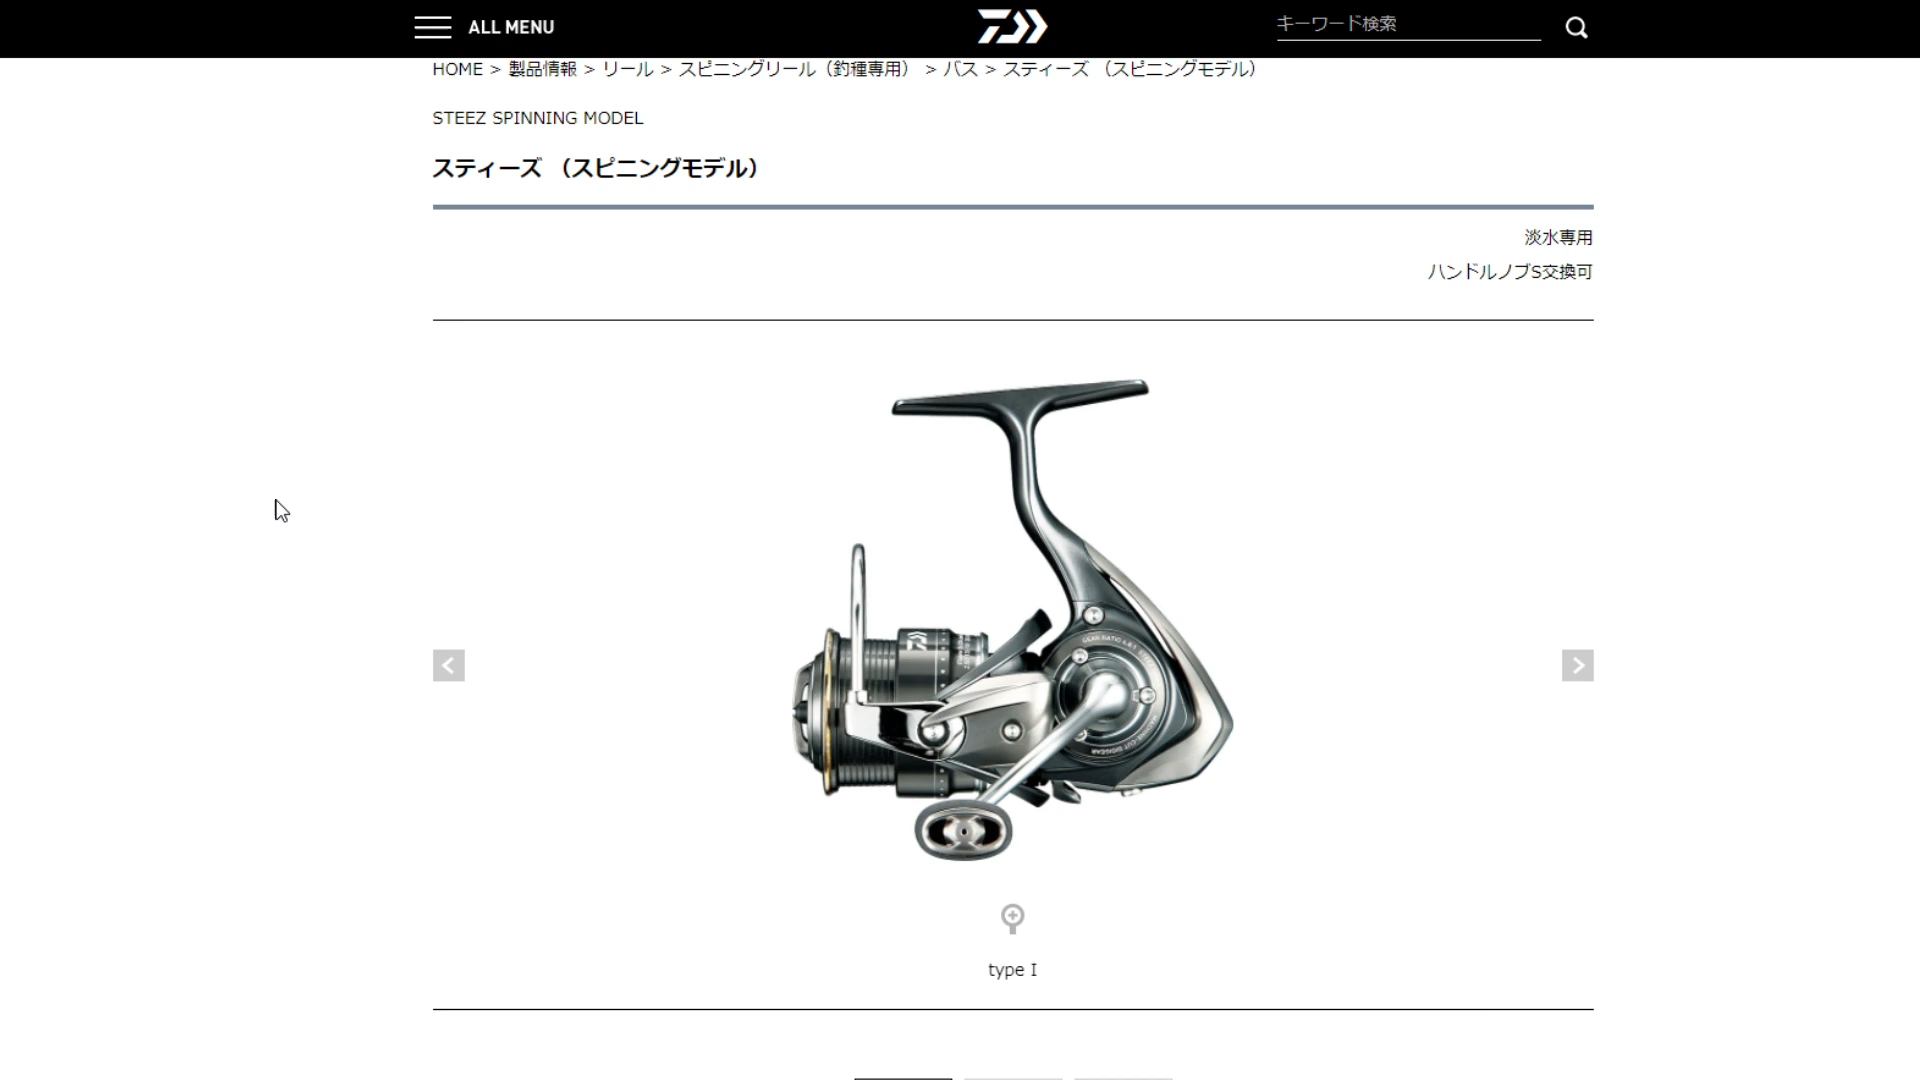 ALL MENU
キーワード検索
HOME > 製品情報 > リール > スピニングリール（釣種専用） > バス > スティーズ （スピニングモデル）
STEEZ SPINNING MODEL
スティーズ （スピニングモデル）
淡水専用
ハンドルノブS交換可
type I